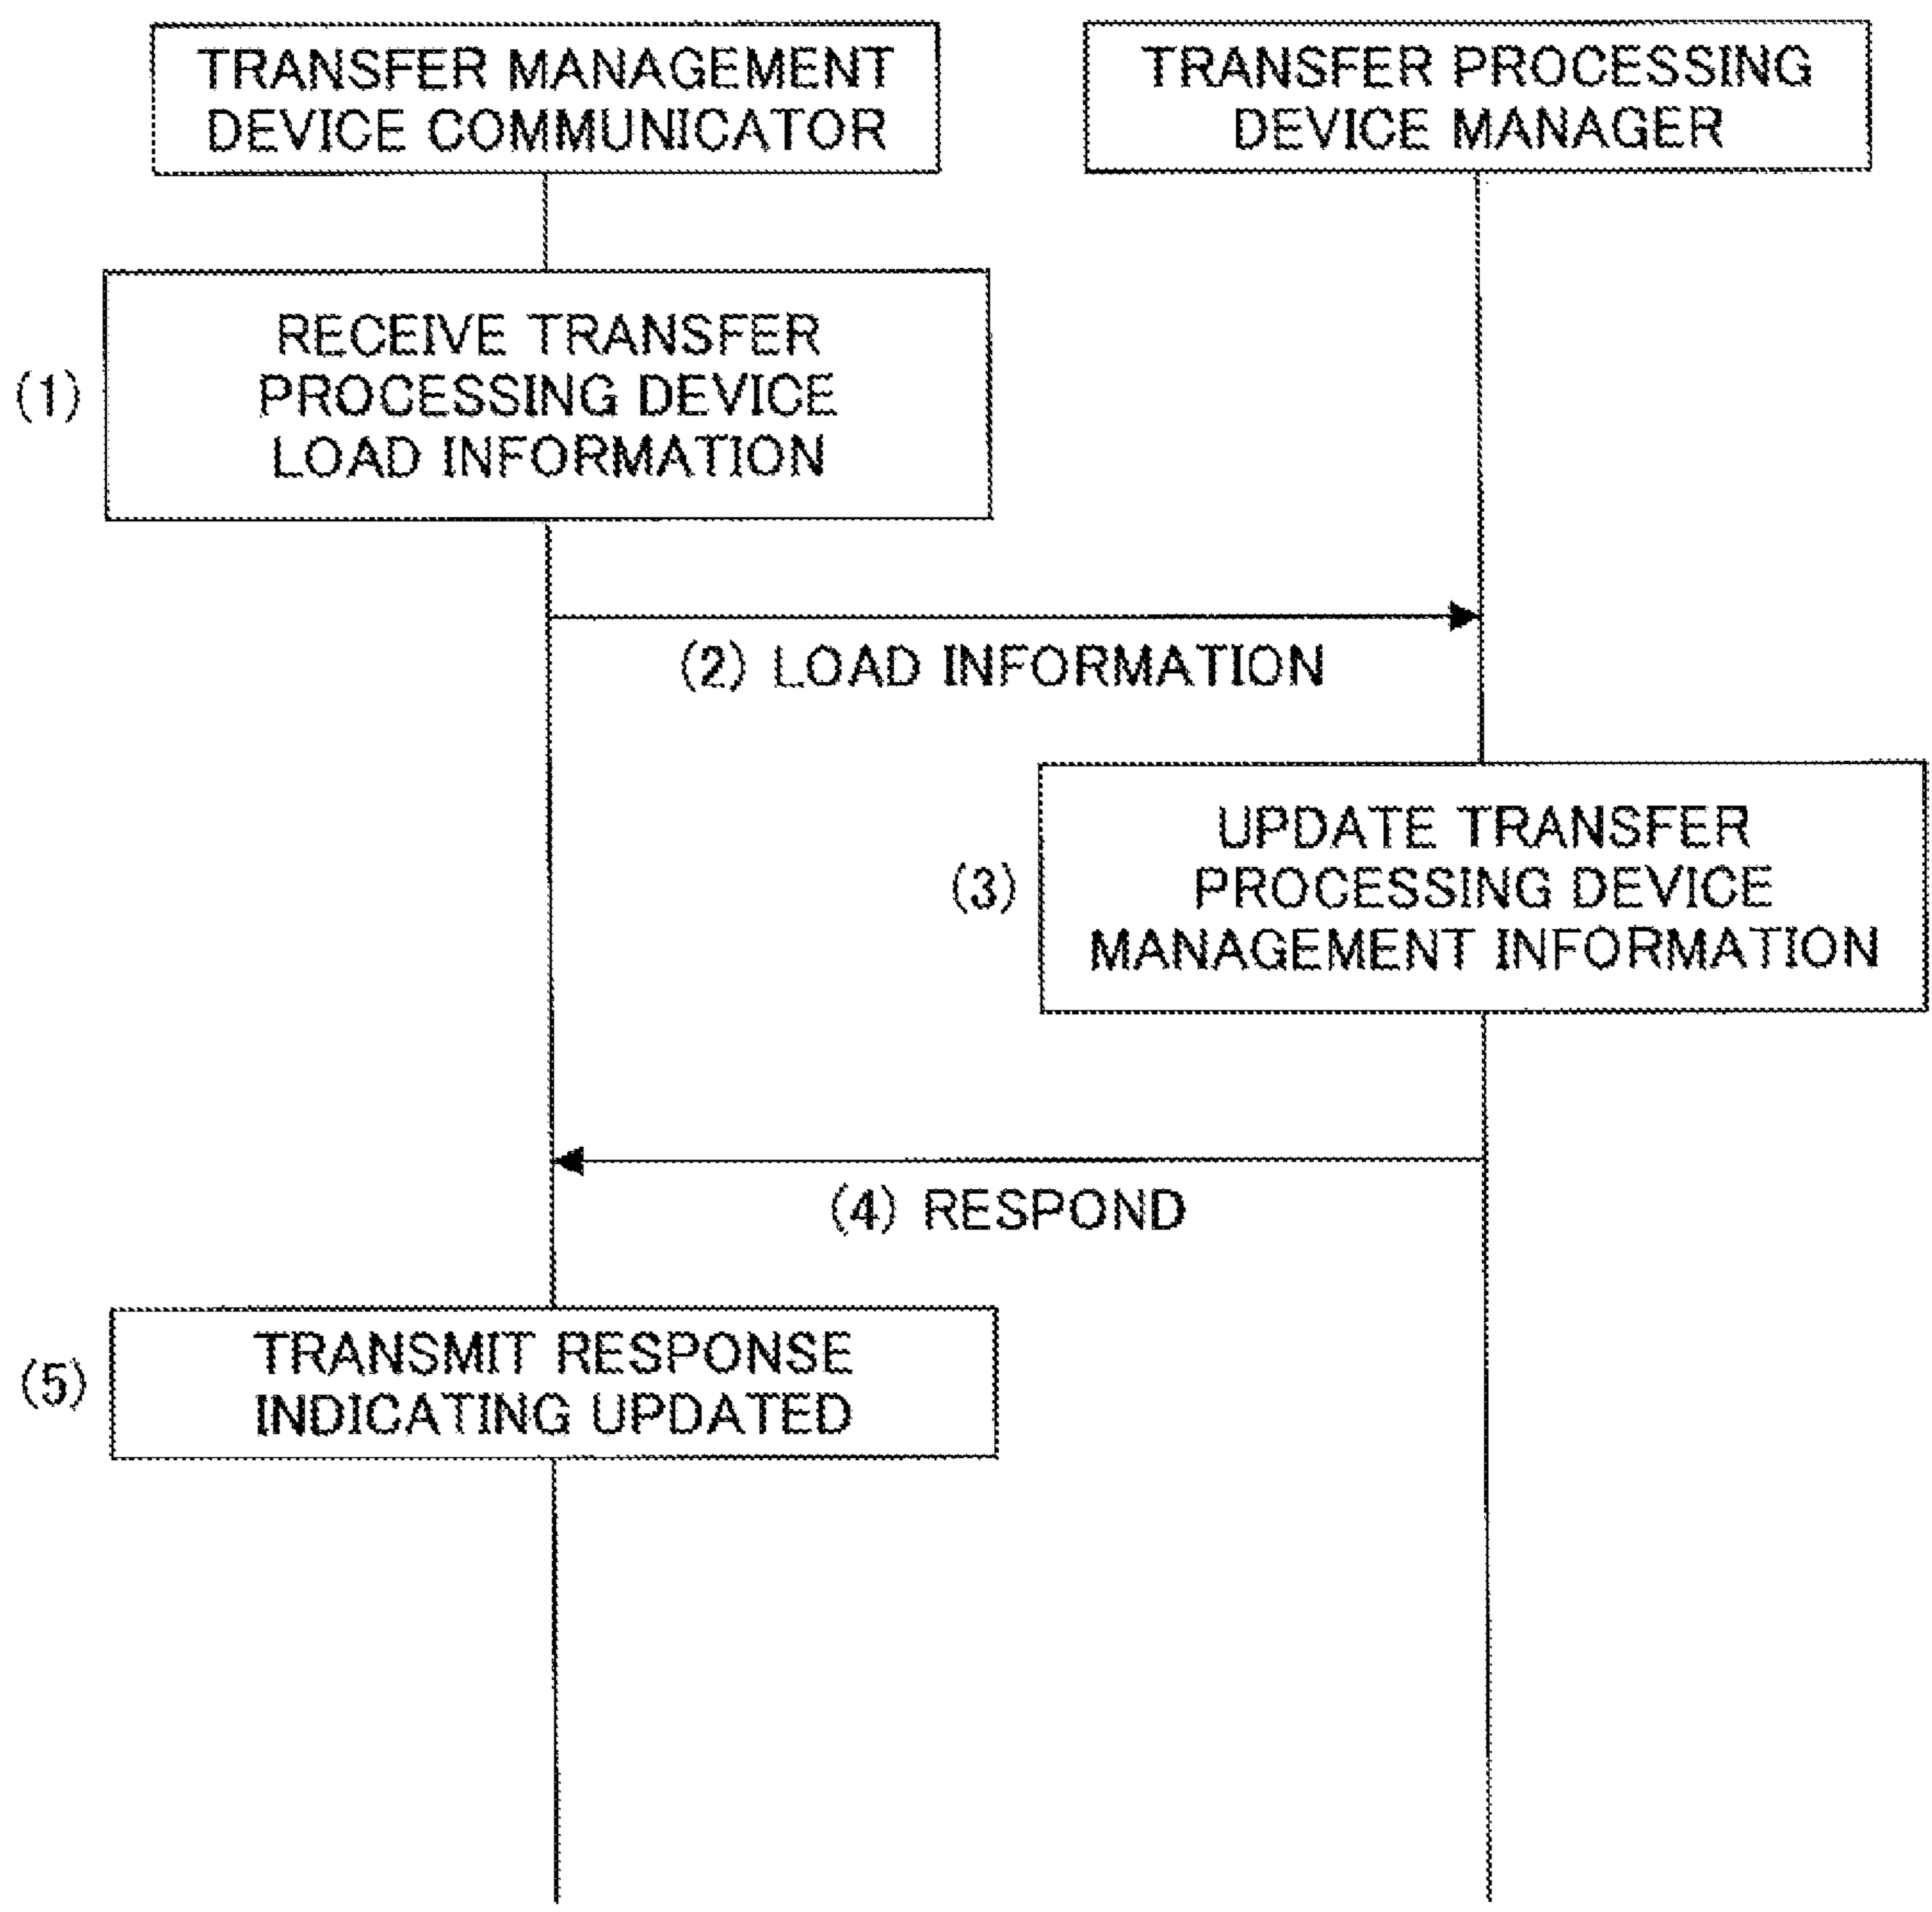 TRANSFER MANAGEMENT
DEVICE COMMUNICATOR
TRANSFER PROCESSING
DEVICE MANAGER
(1)
RECEIVE TRANSFER
PROCESSING DEVICE
LOAD INFORMATION
(2) LOAD INFORMATION
(3)
UPDATE TRANSFER
PROCESSING DEVICE
MANAGEMENT INFORMATION
(4) RESPOND
(5)
TRANSMIT RESPONSE
INDICATING UPDATED